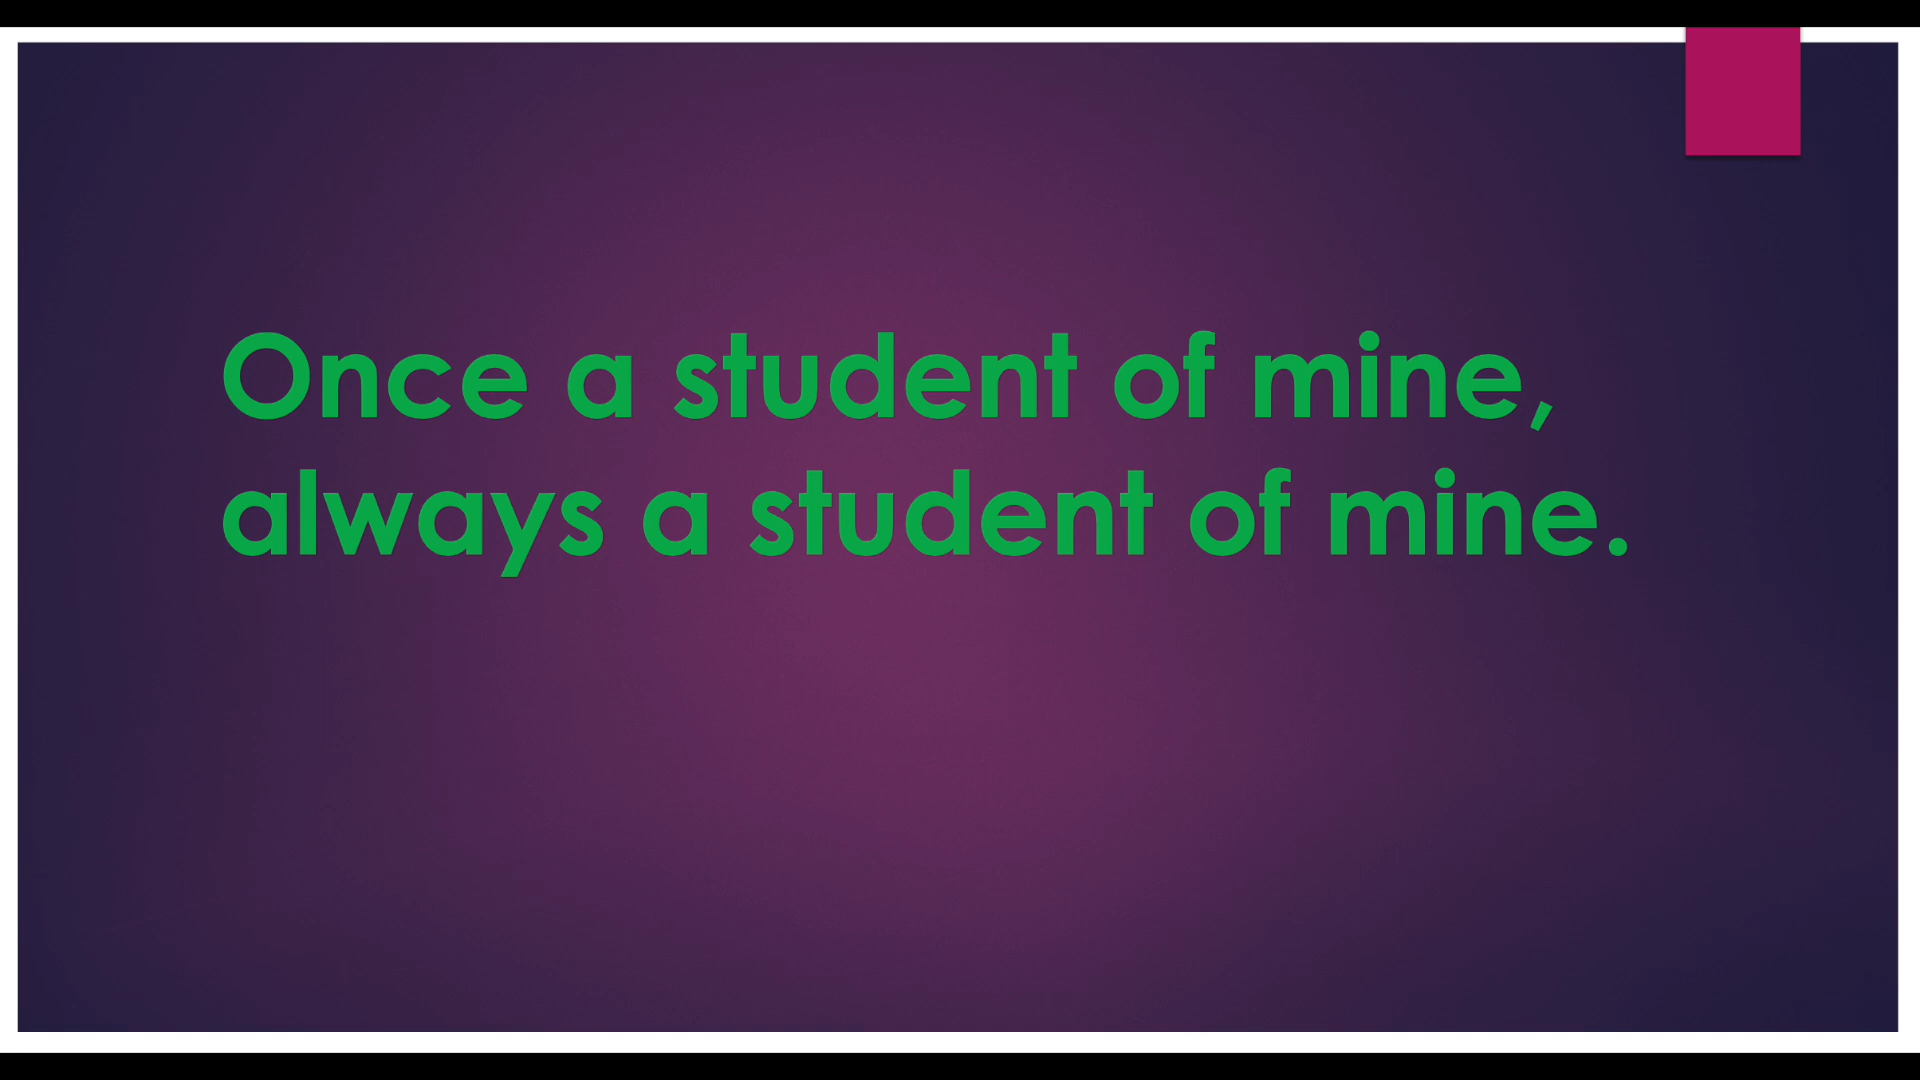 Once a student of mine,
always a student of mine.